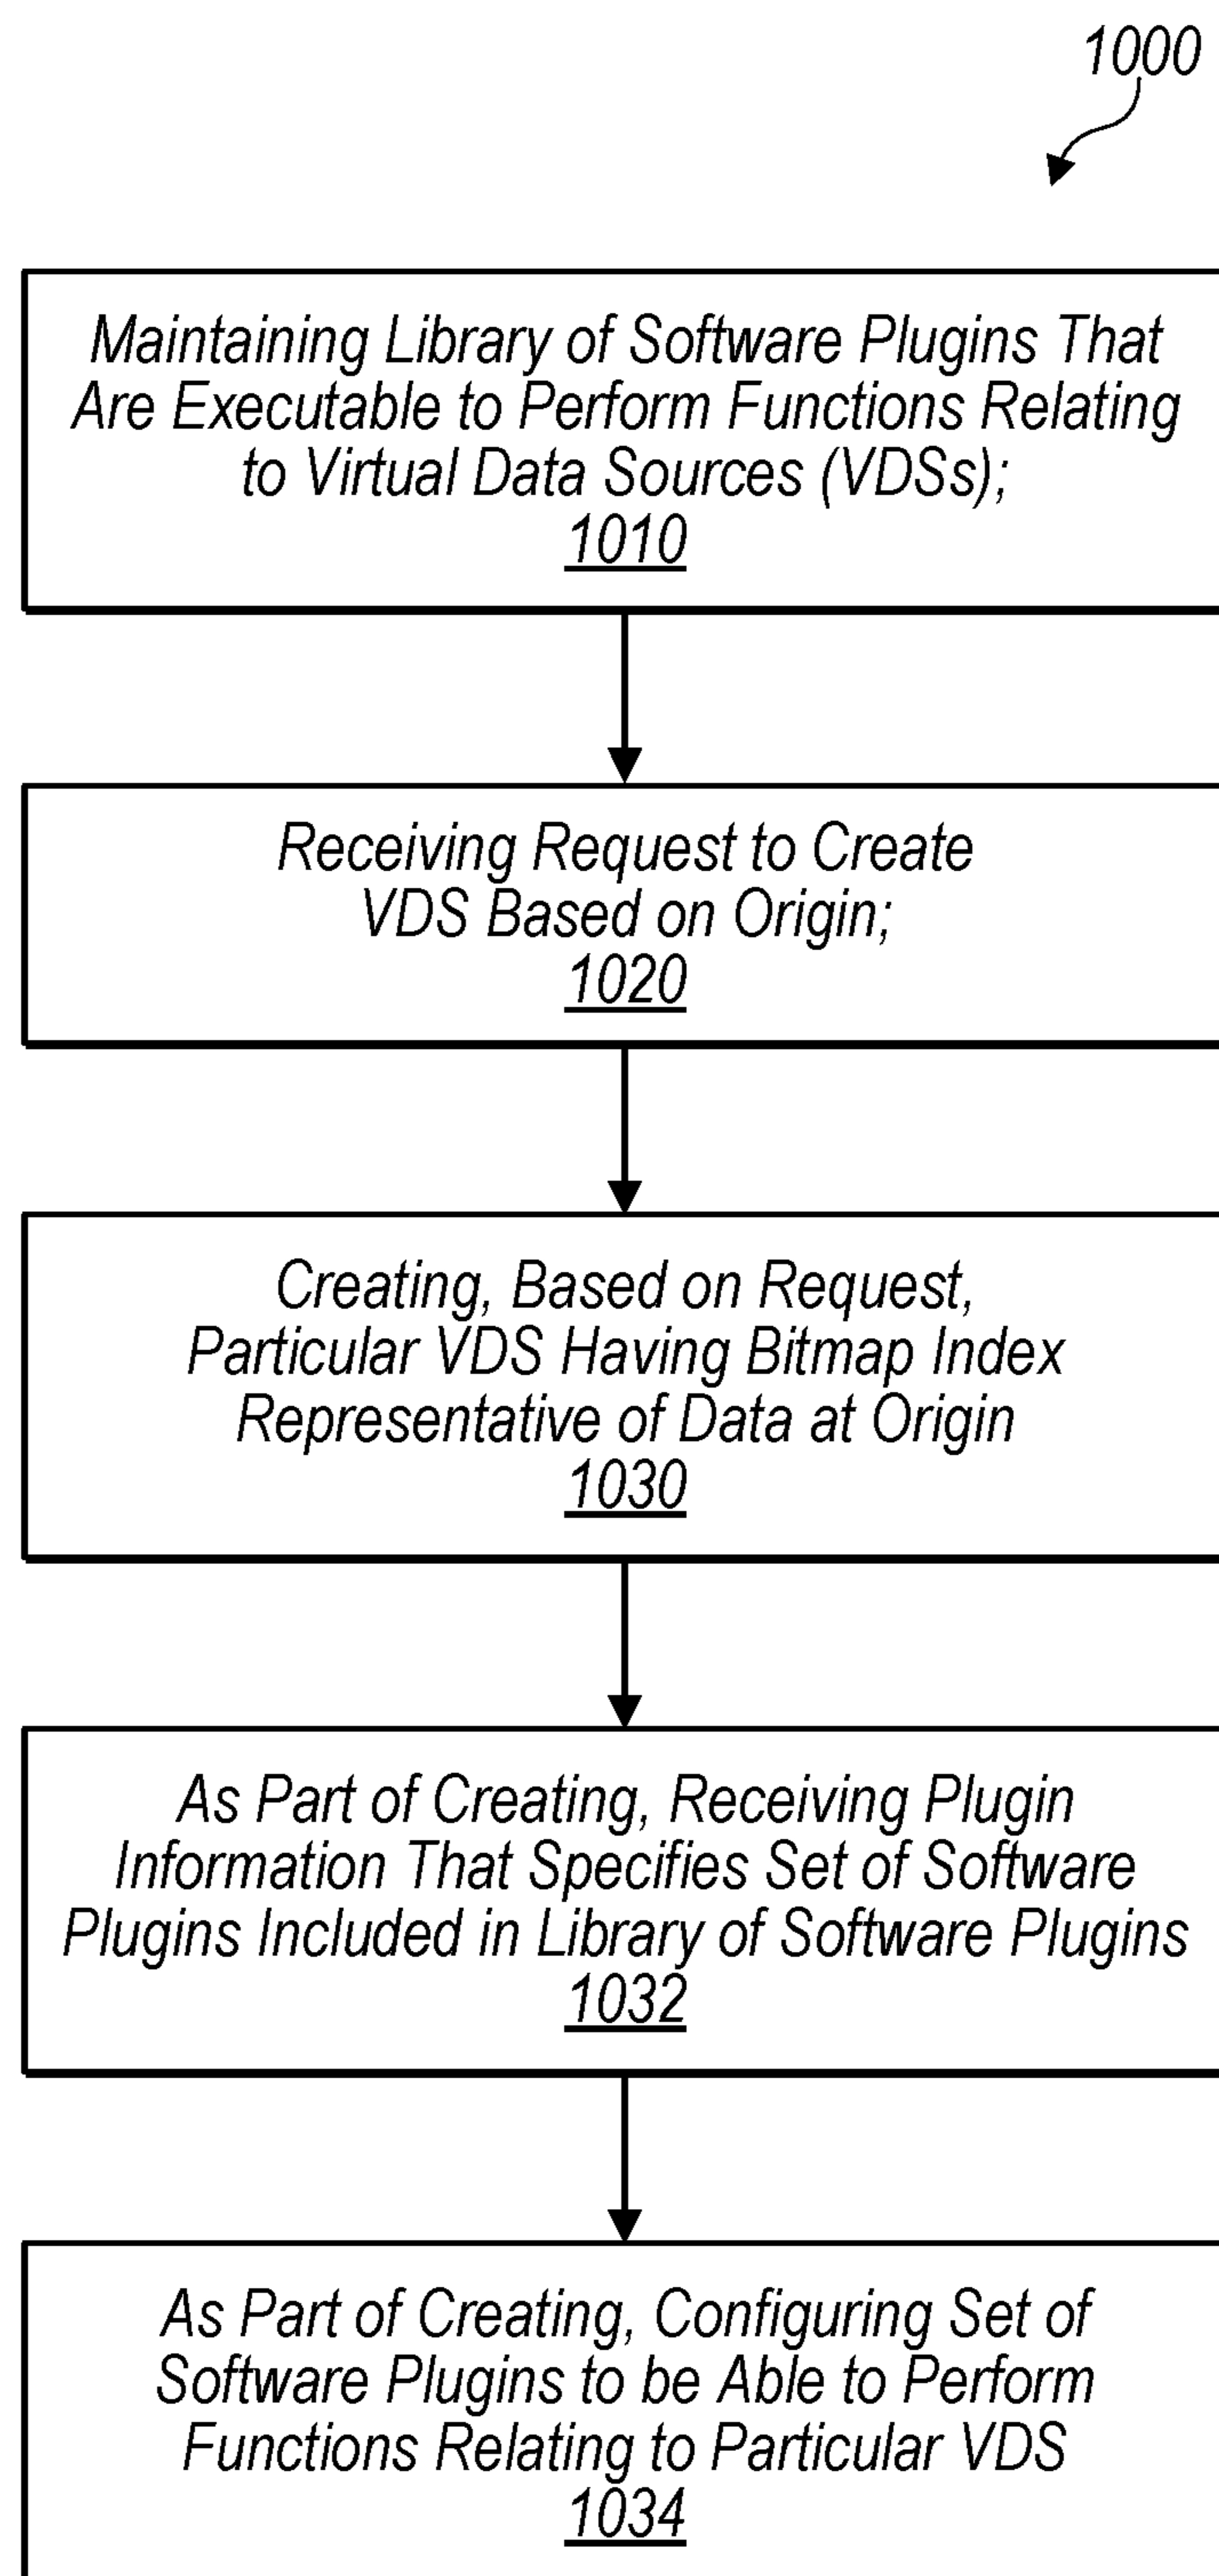 1000
Maintaining Library of Software Plugins That
Are Executable to Perform Functions Relating
to Virtual Data Sources (VDSs);
1010
Receiving Request to Create
VDS Based on Origin;
1020
Creating, Based on Request,
Particular VDS Having Bitmap Index
Representative of Data at Origin
1030
As Part of Creating, Receiving Plugin
Information That Specifies Set of Software
Plugins Included in Library of Software Plugins
1032
As Part of Creating, Configuring Set of
Software Plugins to be Able to Perform
Functions Relating to Particular VDS
1034